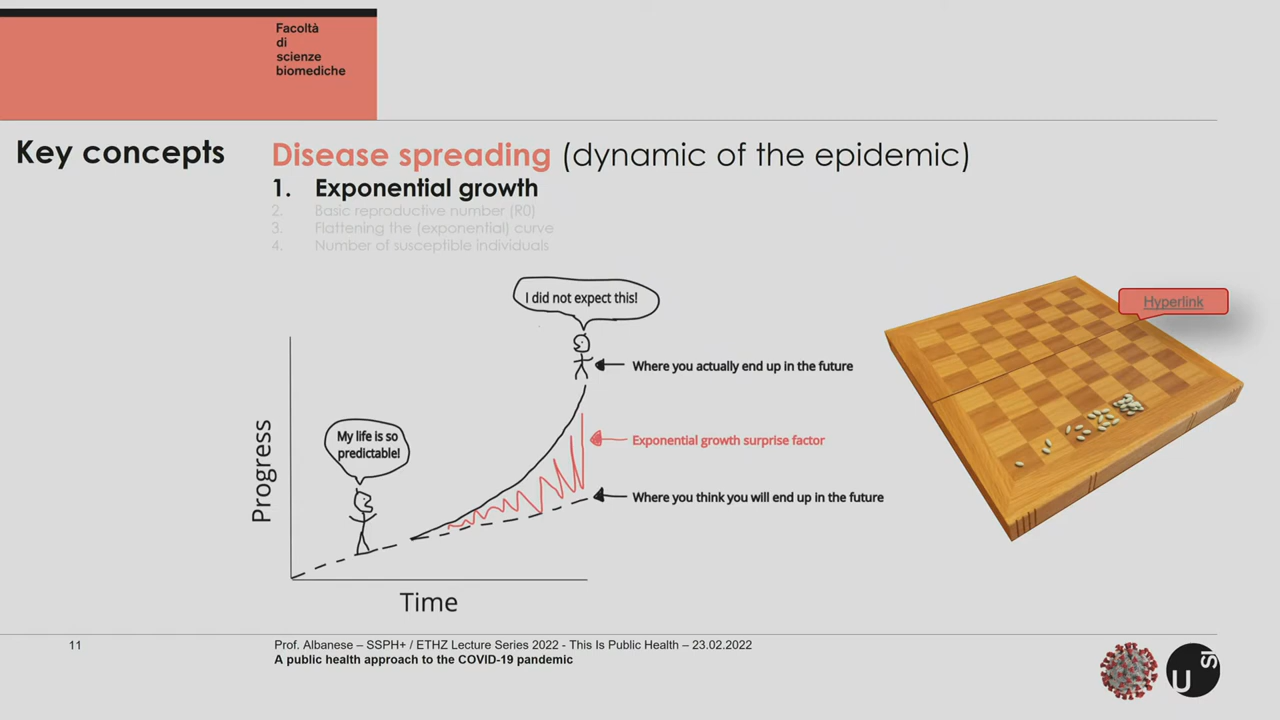 Facoltà
di
scienze
biomediche
Key concepts
Disease spreading (dynamic of the epidemic)
1. Exponential growth
2. Basic reproductive number (R0)
3. Flattening the (exponential) curve
4. Number of susceptible individuals
I did not expect this!
Hyperlink
Where you actually end up in the future
My life is so
predictable!
Exponential growth surprise factor
Where you think you will end up in the future
Progress
Time
11
Prof. Albanese – SSPH+ / ETHZ Lecture Series 2022 - This Is Public Health – 23.02.2022
A public health approach to the COVID-19 pandemic
U
SI